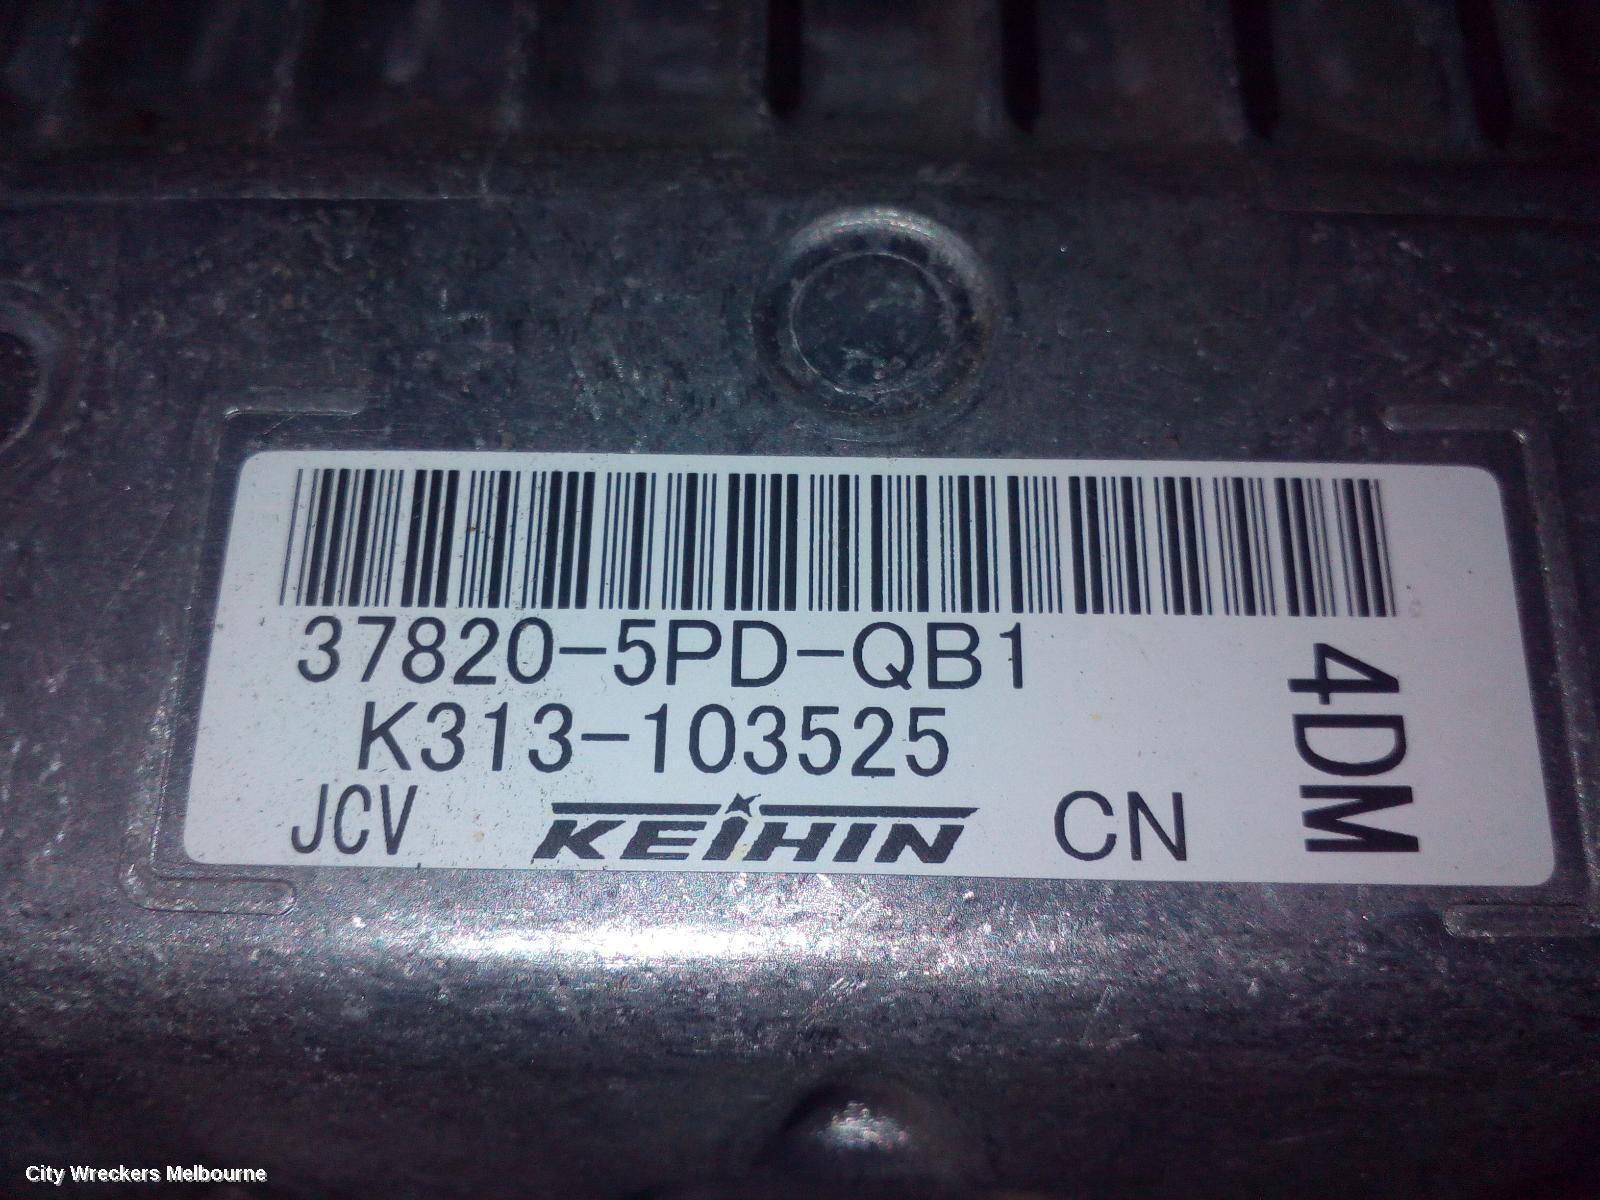 37820-5PD-QB1
K313-103525
JCV KEIHIN CN
4DM
City Wreckers Melbourne